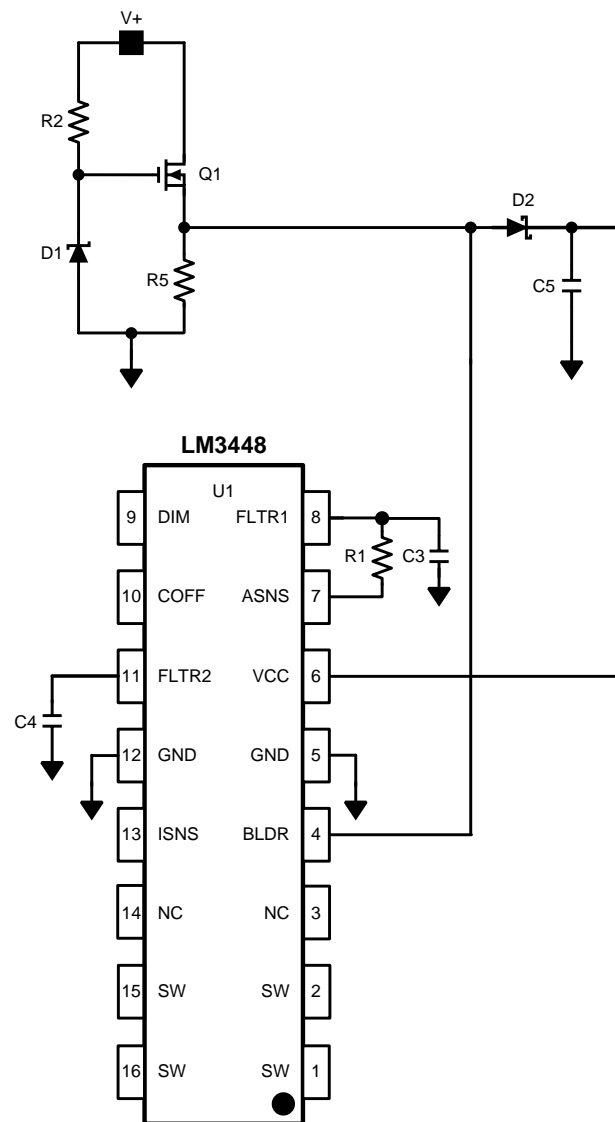 V+
R2
Q1
D2
D1
R5
C5
LM3448
U1
9 DIM FLTR1 8
R1 C3
10 COFF ASNS 7
11 FLTR2 VCC 6
C4
12 GND GND 5
13 ISNS BLDR 4
14 NC NC 3
15 SW SW 2
16 SW SW 1